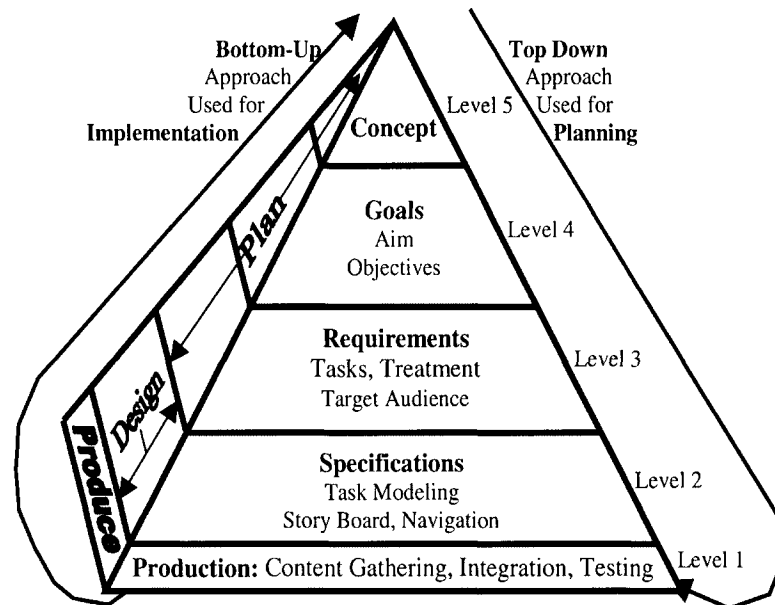 Bottom-Up
Approach
Used for
Implementation
Top Down
Approach
Used for
Planning
Level 5
Concept
Plan
Goals
Aim
Objectives
Level 4
Requirements
Tasks, Treatment
Target Audience
Level 3
Design
Produce
Specifications
Task Modeling
Story Board, Navigation
Level 2
Production: Content Gathering, Integration, Testing
Level 1